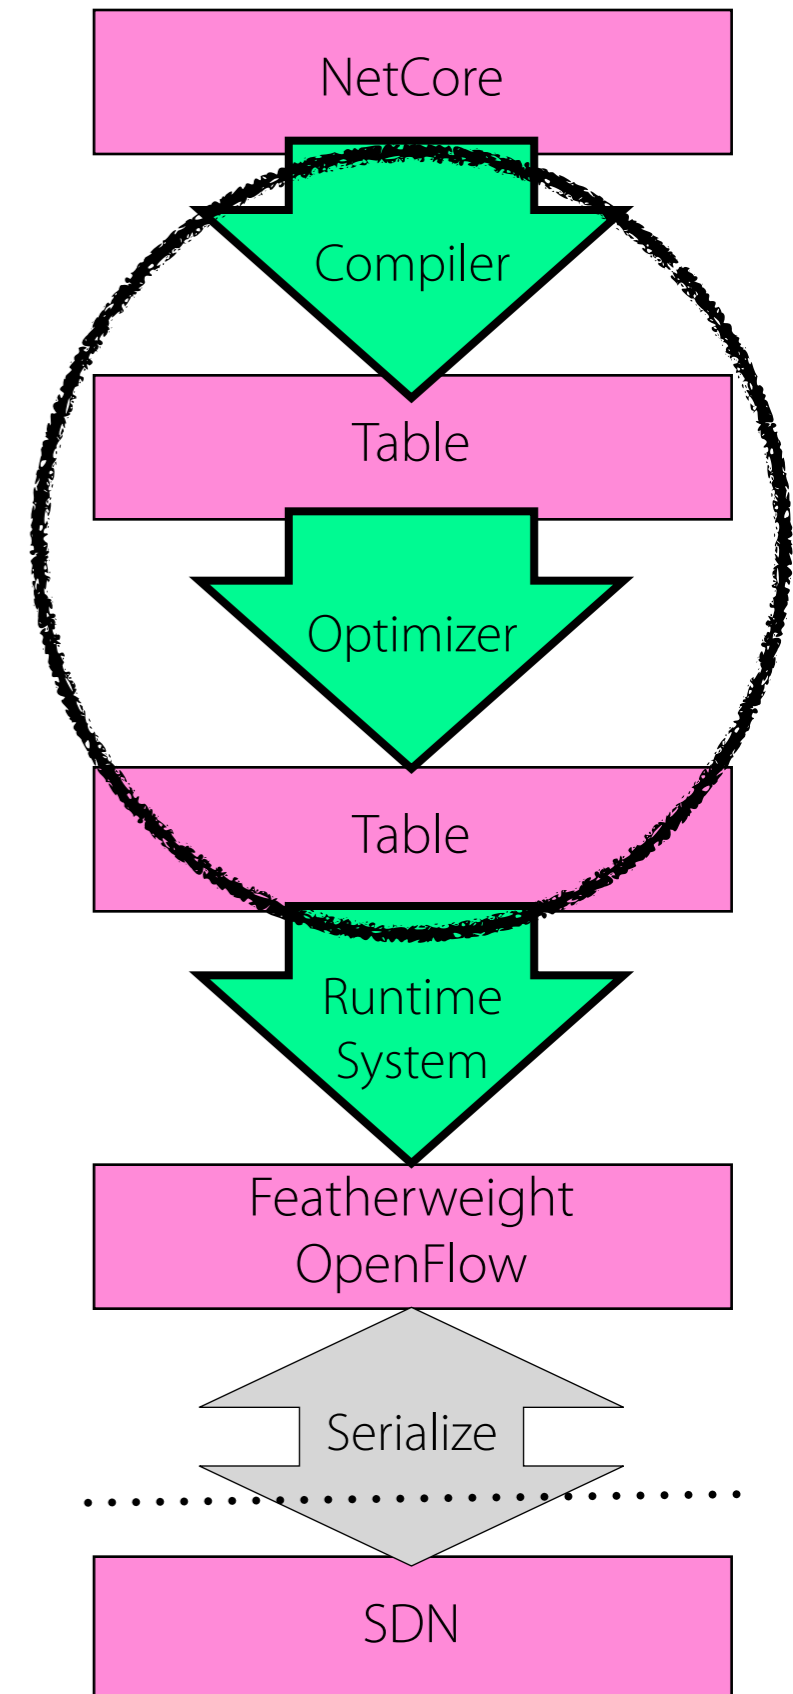 NetCore
Compiler
Table
Optimizer
Table
Runtime
System
Featherweight
OpenFlow
Serialize
SDN